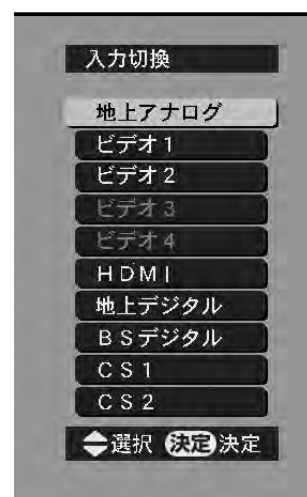 入力切換
地上アナログ
ビデオ1
ビデオ2
ビデオ3
ビデオ4
HDMI
地上デジタル
BSデジタル
CS1
CS2
選択 決定 決定